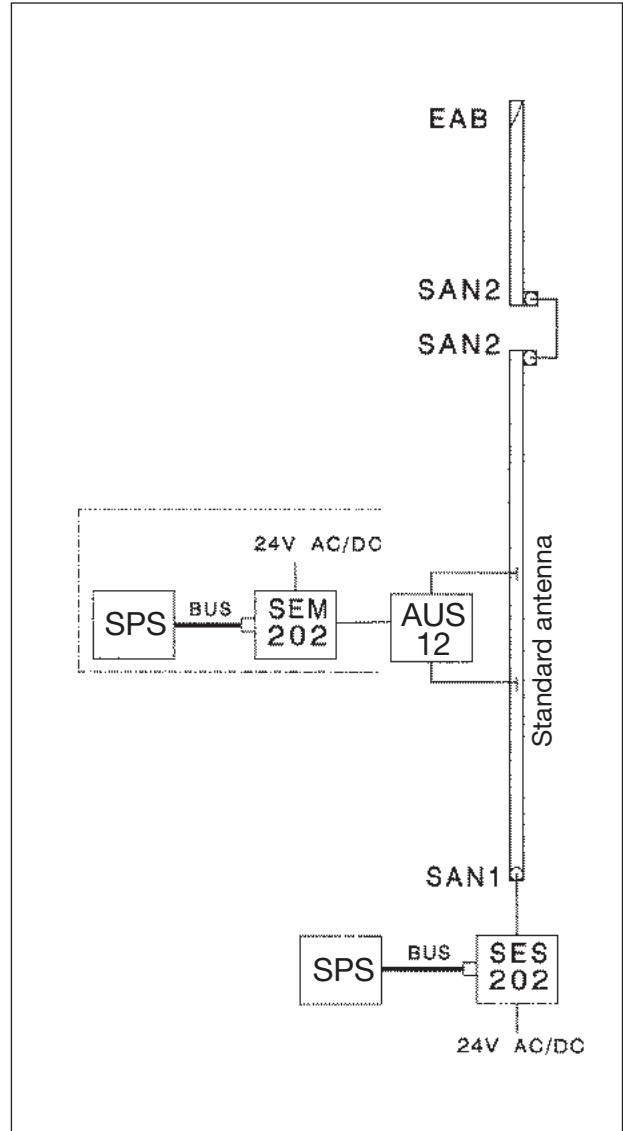 EAB
SAN2
SAN2
24V AC/DC
SPS
BUS
SEM
202
AUS
12
Standard antenna
SAN1
SPS
BUS
SES
202
24V AC/DC